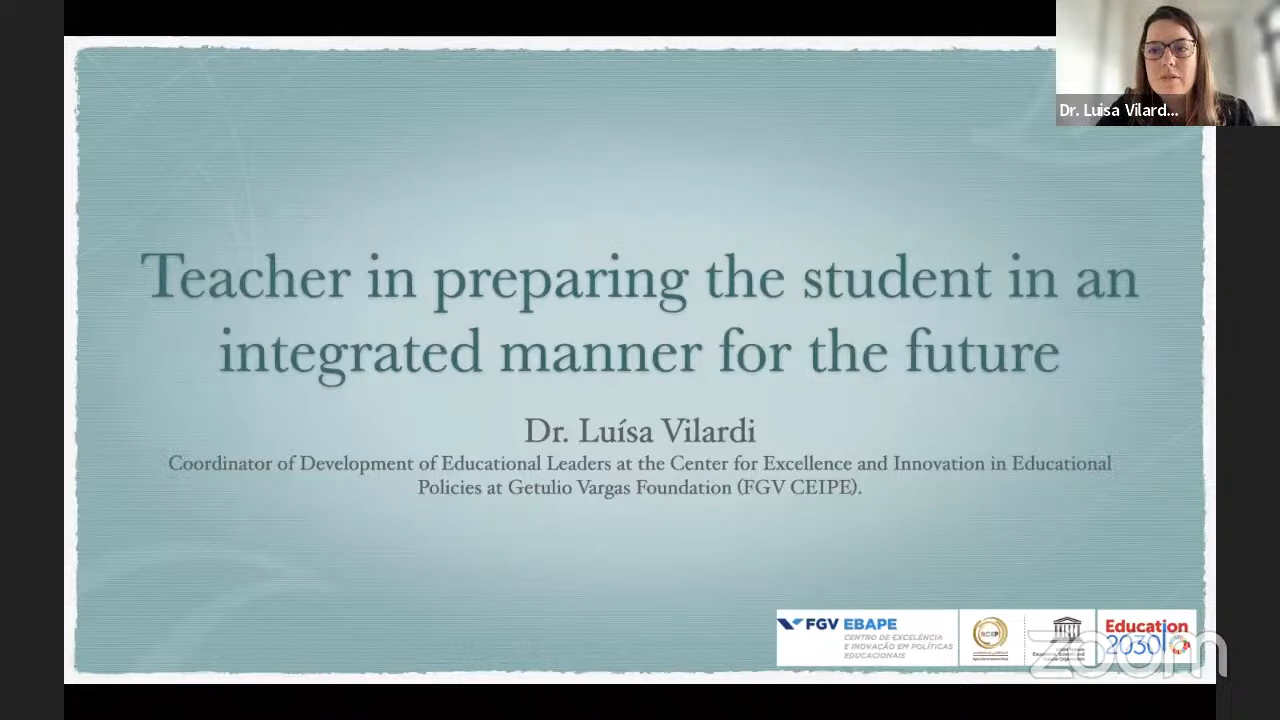 Dr. Luisa Vilard...
Teacher in preparing the student in an
integrated manner for the future
Dr. Luísa Vilardi
Coordinator of Development of Educational Leaders at the Center for Excellence and Innovation in Educational
Policies at Getulio Vargas Foundation (FGV CEIPE).
FGV EBAPE
CENTRO DE EXCELÊNCIA
E INOVAÇÃO EM POLÍTICAS
EDUCACIONAIS
RCEP
Education
2030
zoom